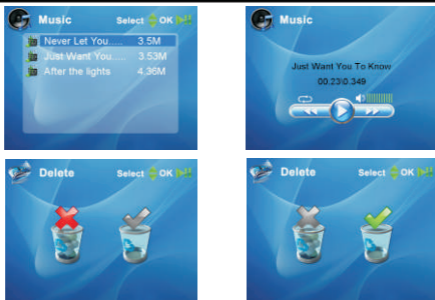 Music Select OK
Never Let You..... 3.5M
Just Want You..... 3.53M
After the lights 4.36M
Music
Just Want You To Know
00.23\0.349
Delete Select OK
Delete Select OK